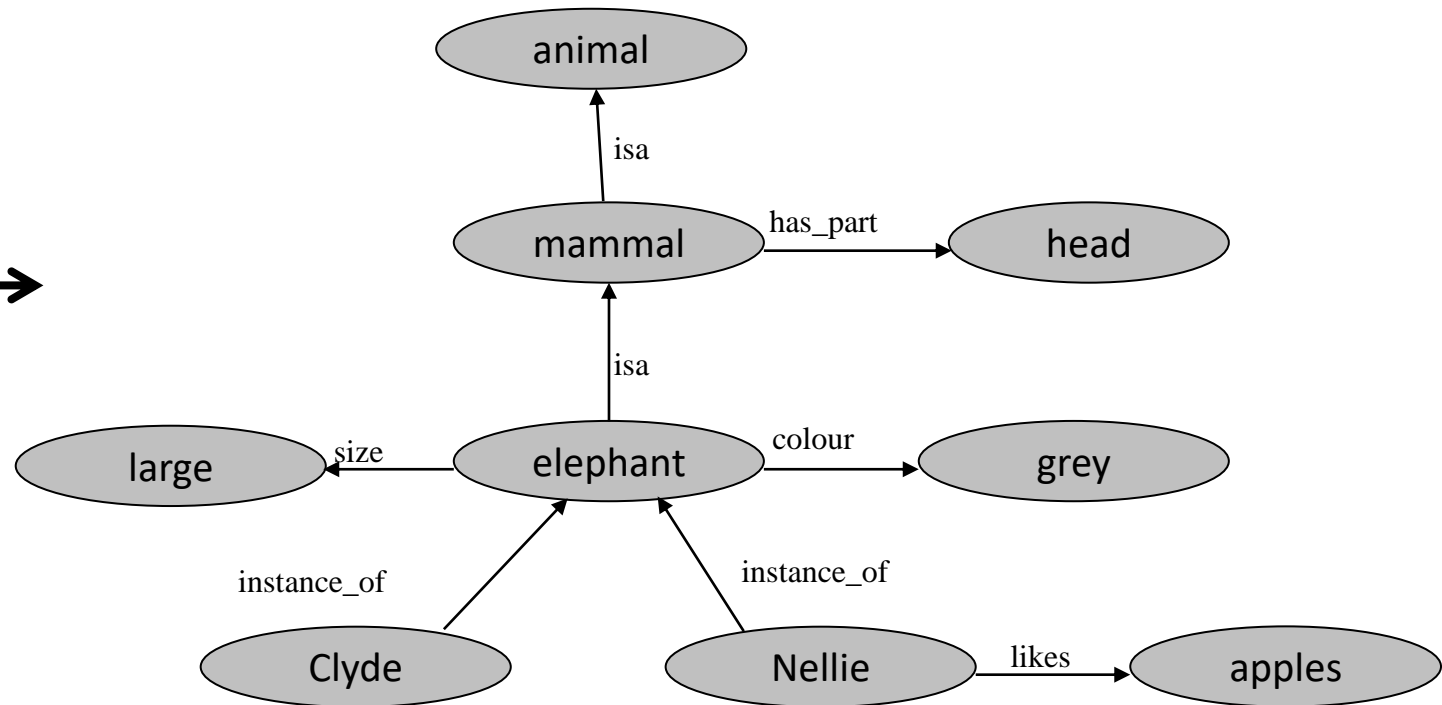 animal
isa
mammal
has_part
head
isa
large
size
elephant
colour
grey
instance_of
instance_of
Clyde
Nellie
likes
apples